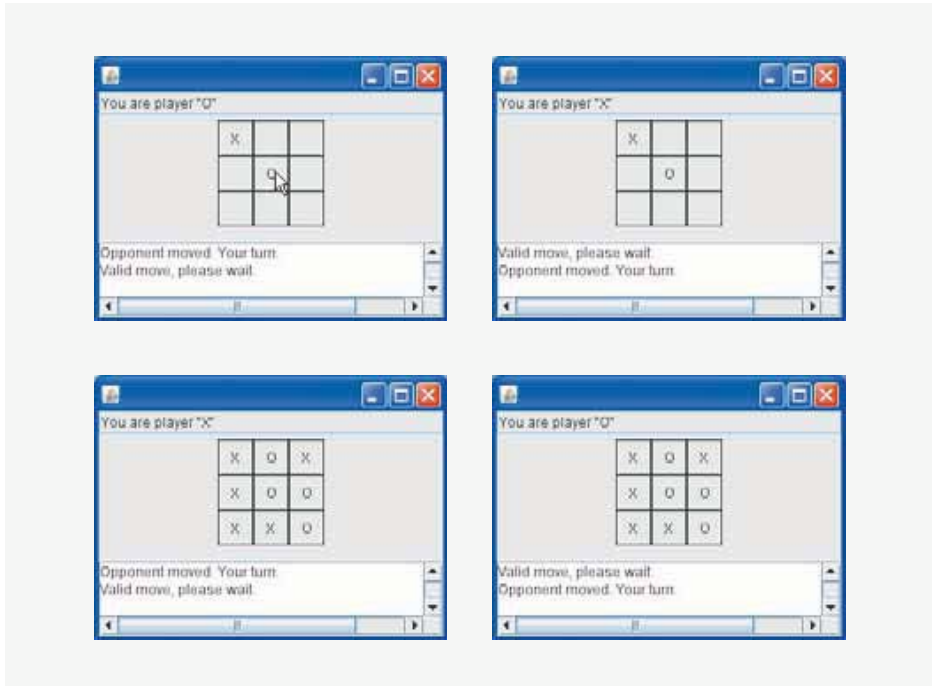 You are player "O"
X
O
Opponent moved. Your turn.
Valid move, please wait.
You are player "X"
X
O
Valid move, please wait.
Opponent moved. Your turn.
You are player "X"
X O X
X O O
X X O
Opponent moved. Your turn.
Valid move, please wait.
You are player "O"
X O X
X O O
X X O
Valid move, please wait.
Opponent moved. Your turn.